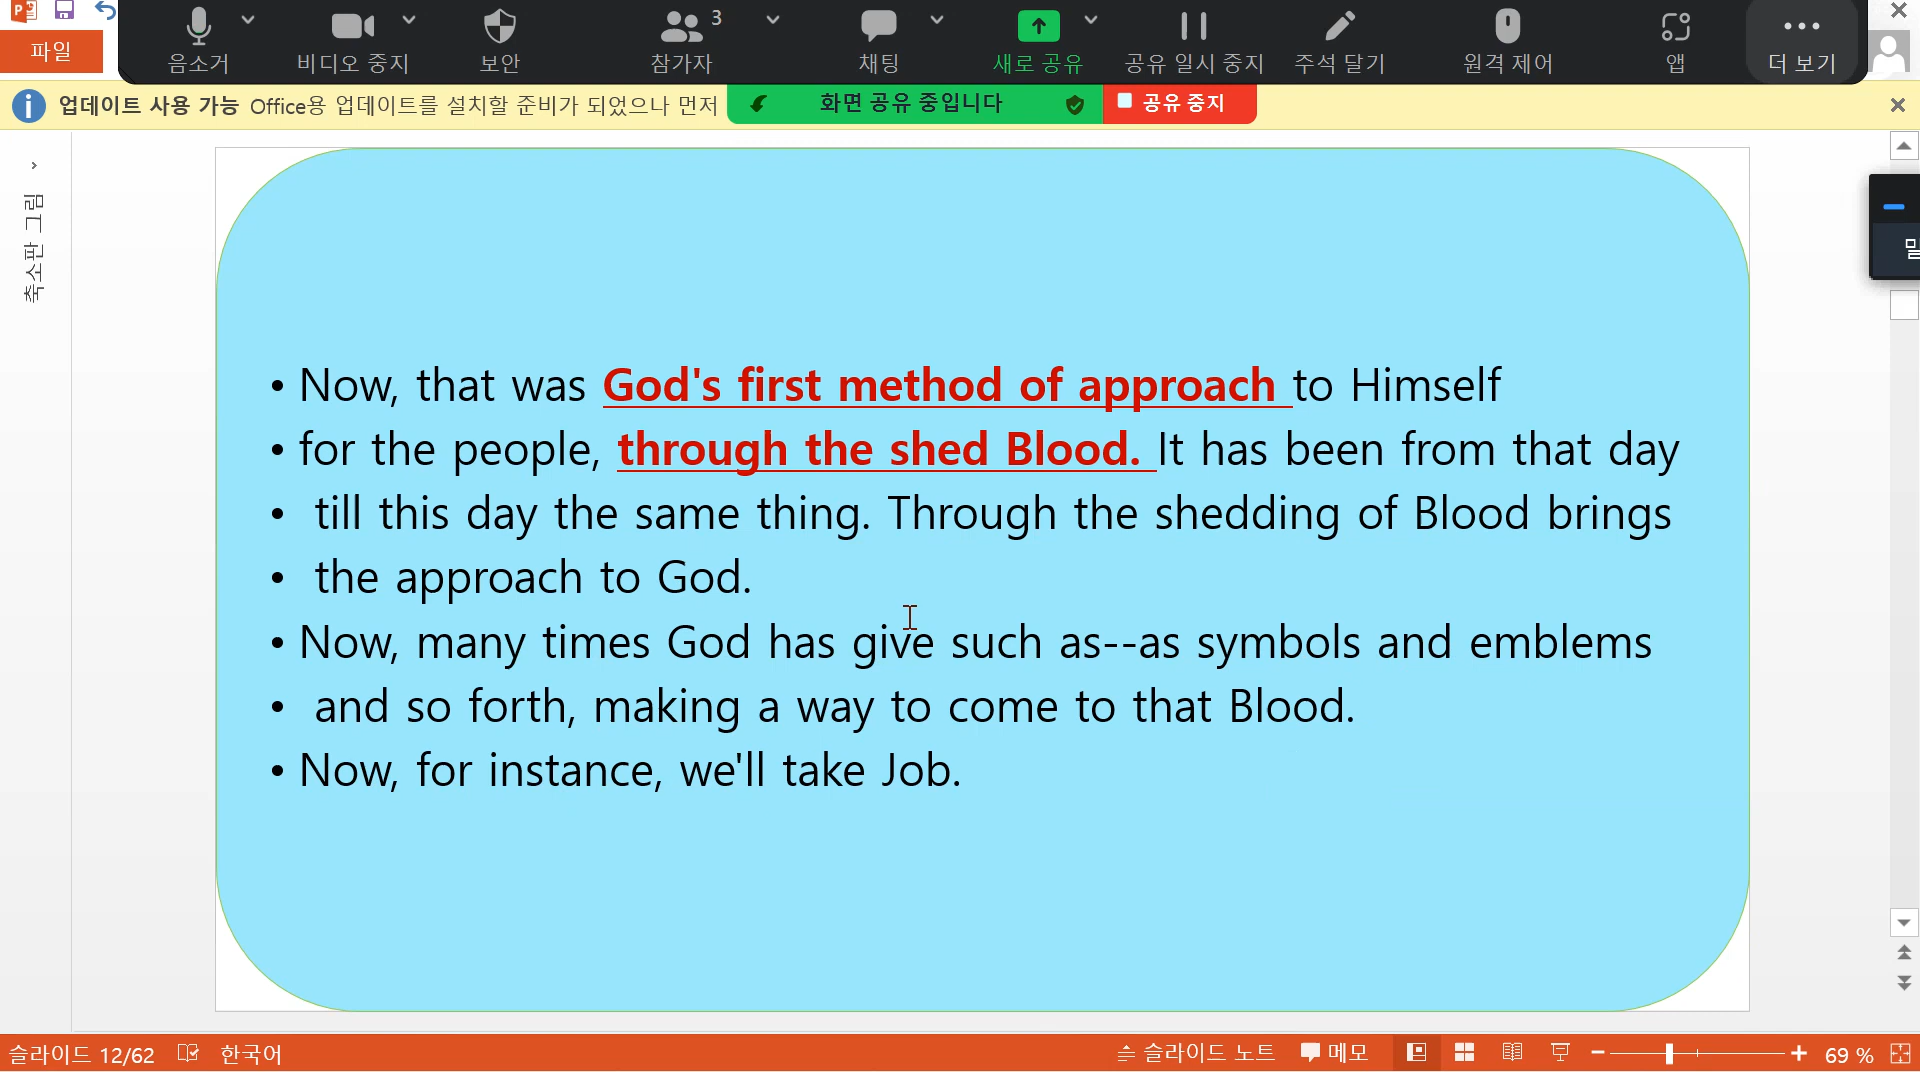 음소거
비디오 중지
보안
참가자
3
채팅
새로 공유
공유 일시 중지
주석 달기
원격 제어
앱
더 보기
파일
업데이트 사용 가능 Office용 업데이트를 설치할 준비가 되었으나 먼저
화면 공유 중입니다
공유 중지
축소판 그림
• Now, that was God's first method of approach to Himself
• for the people, through the shed Blood. It has been from that day
• till this day the same thing. Through the shedding of Blood brings
• the approach to God.
• Now, many times God has give such as--as symbols and emblems
• and so forth, making a way to come to that Blood.
• Now, for instance, we'll take Job.
슬라이드 12/62
한국어
슬라이드 노트
메모
69 %